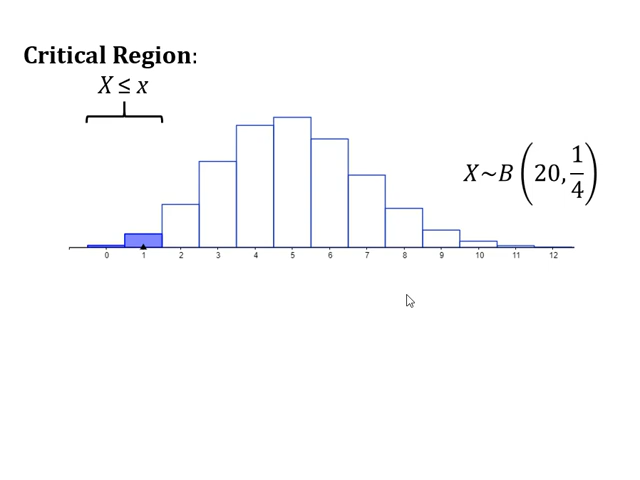 Critical Region:
X ≤ x
X~B(20, 1/4)
0 1 2 3 4 5 6 7 8 9 10 11 12